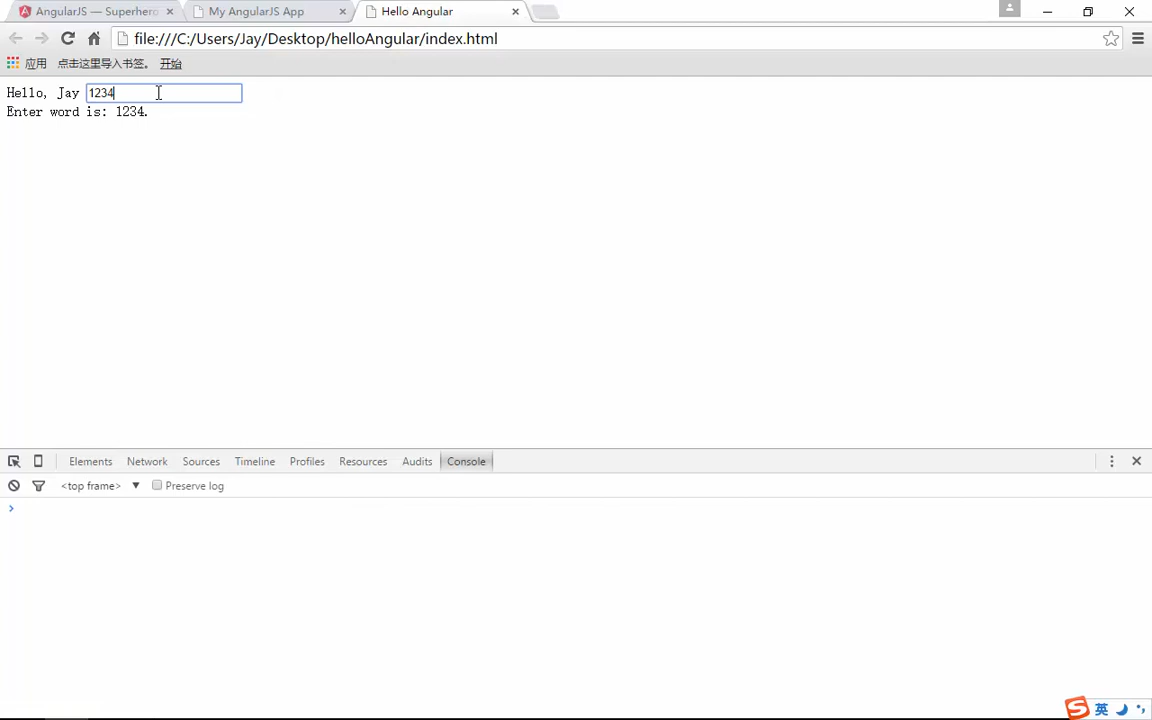 AngularJS — Superhero
My AngularJS App
Hello Angular
file:///C:/Users/Jay/Desktop/helloAngular/index.html
应用 点击这里导入书签。 开始
Hello, Jay 1234
Enter word is: 1234.
Elements Network Sources Timeline Profiles Resources Audits Console
<top frame> ▼ Preserve log
>
S 英